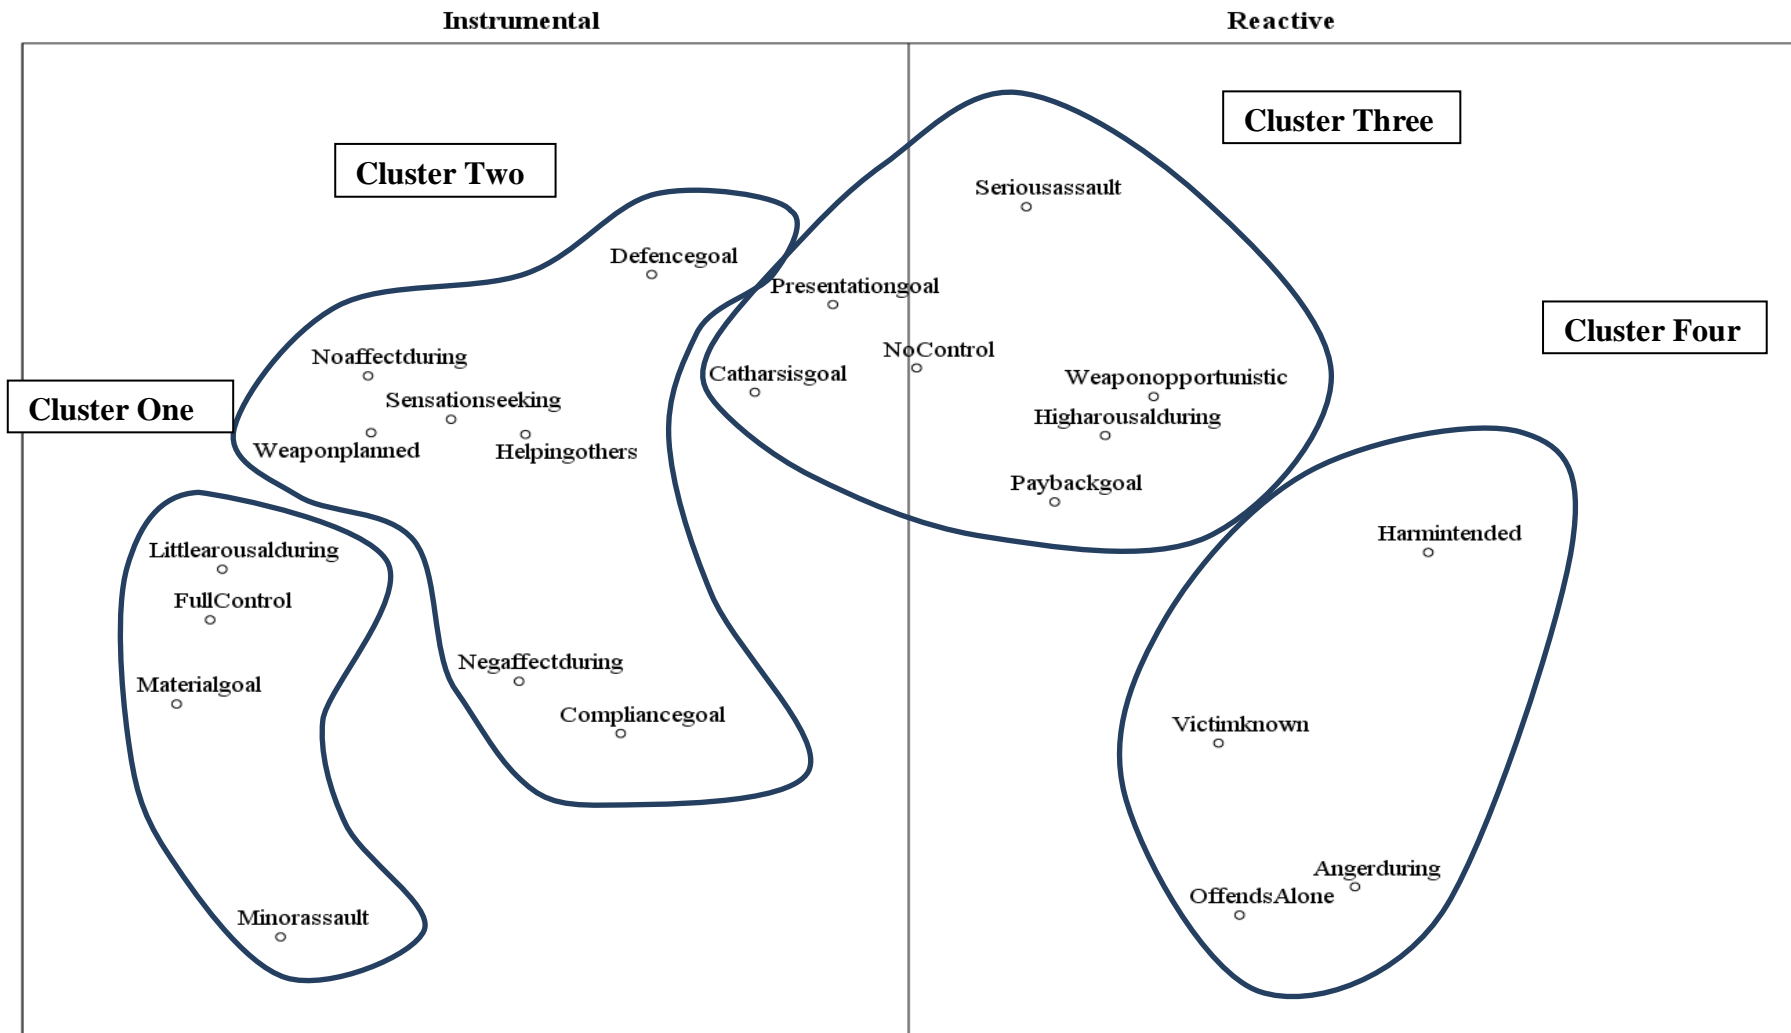 Instrumental
Reactive
Cluster Three
Cluster Two
Seriousassault
Defencegoal
Presentationgoal
Cluster Four
NoControl
Noaffectduring
Catharsisgoal
Weaponopportunistic
Sensationseeking
Cluster One
Higharousalduring
Weaponplanned
Helpingothers
Paybackgoal
Harmintended
Littlearousalduring
FullControl
Negaffectduring
Materialgoal
Compliancegoal
Victimknown
Angerduring
OffendsAlone
Minorassault